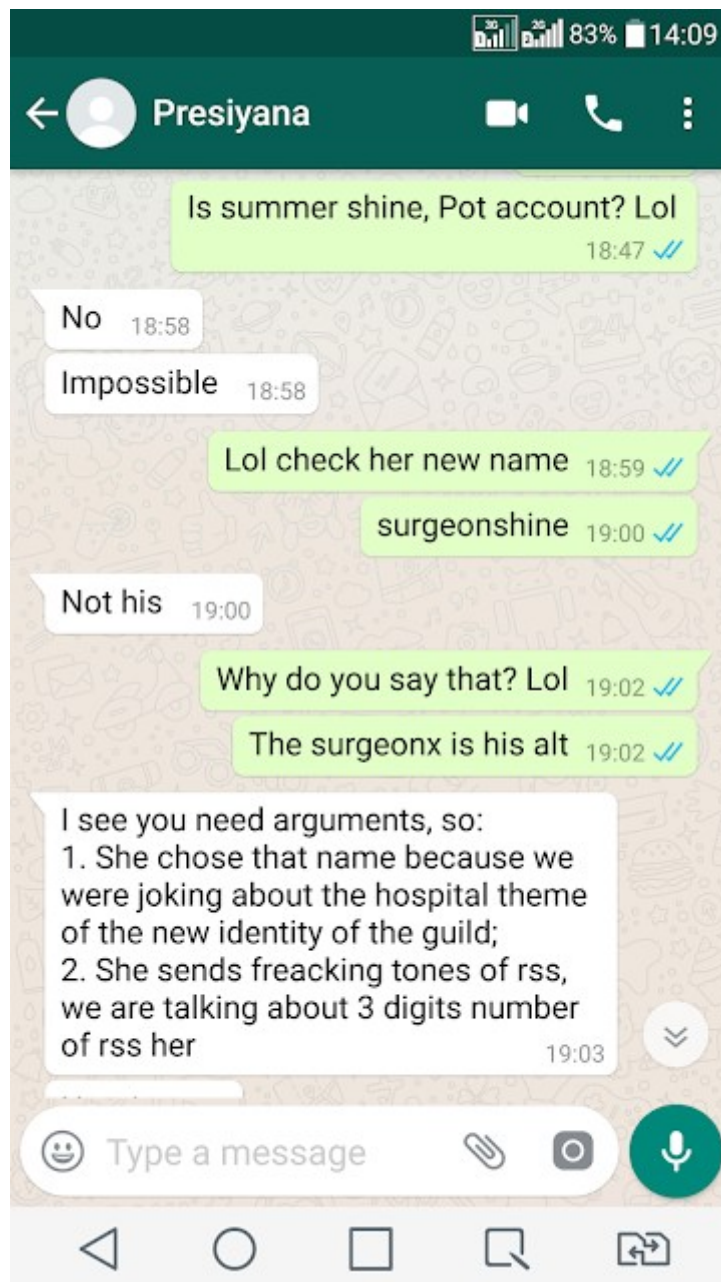 83% 14:09
Presiyana
Is summer shine, Pot account? Lol
18:47
No 18:58
Impossible 18:58
Lol check her new name 18:59
surgeonshine 19:00
Not his 19:00
Why do you say that? Lol 19:02
The surgeonx is his alt 19:02
I see you need arguments, so:
1. She chose that name because we
were joking about the hospital theme
of the new identity of the guild;
2. She sends freacking tones of rss,
we are talking about 3 digits number
of rss her
19:03
Type a message